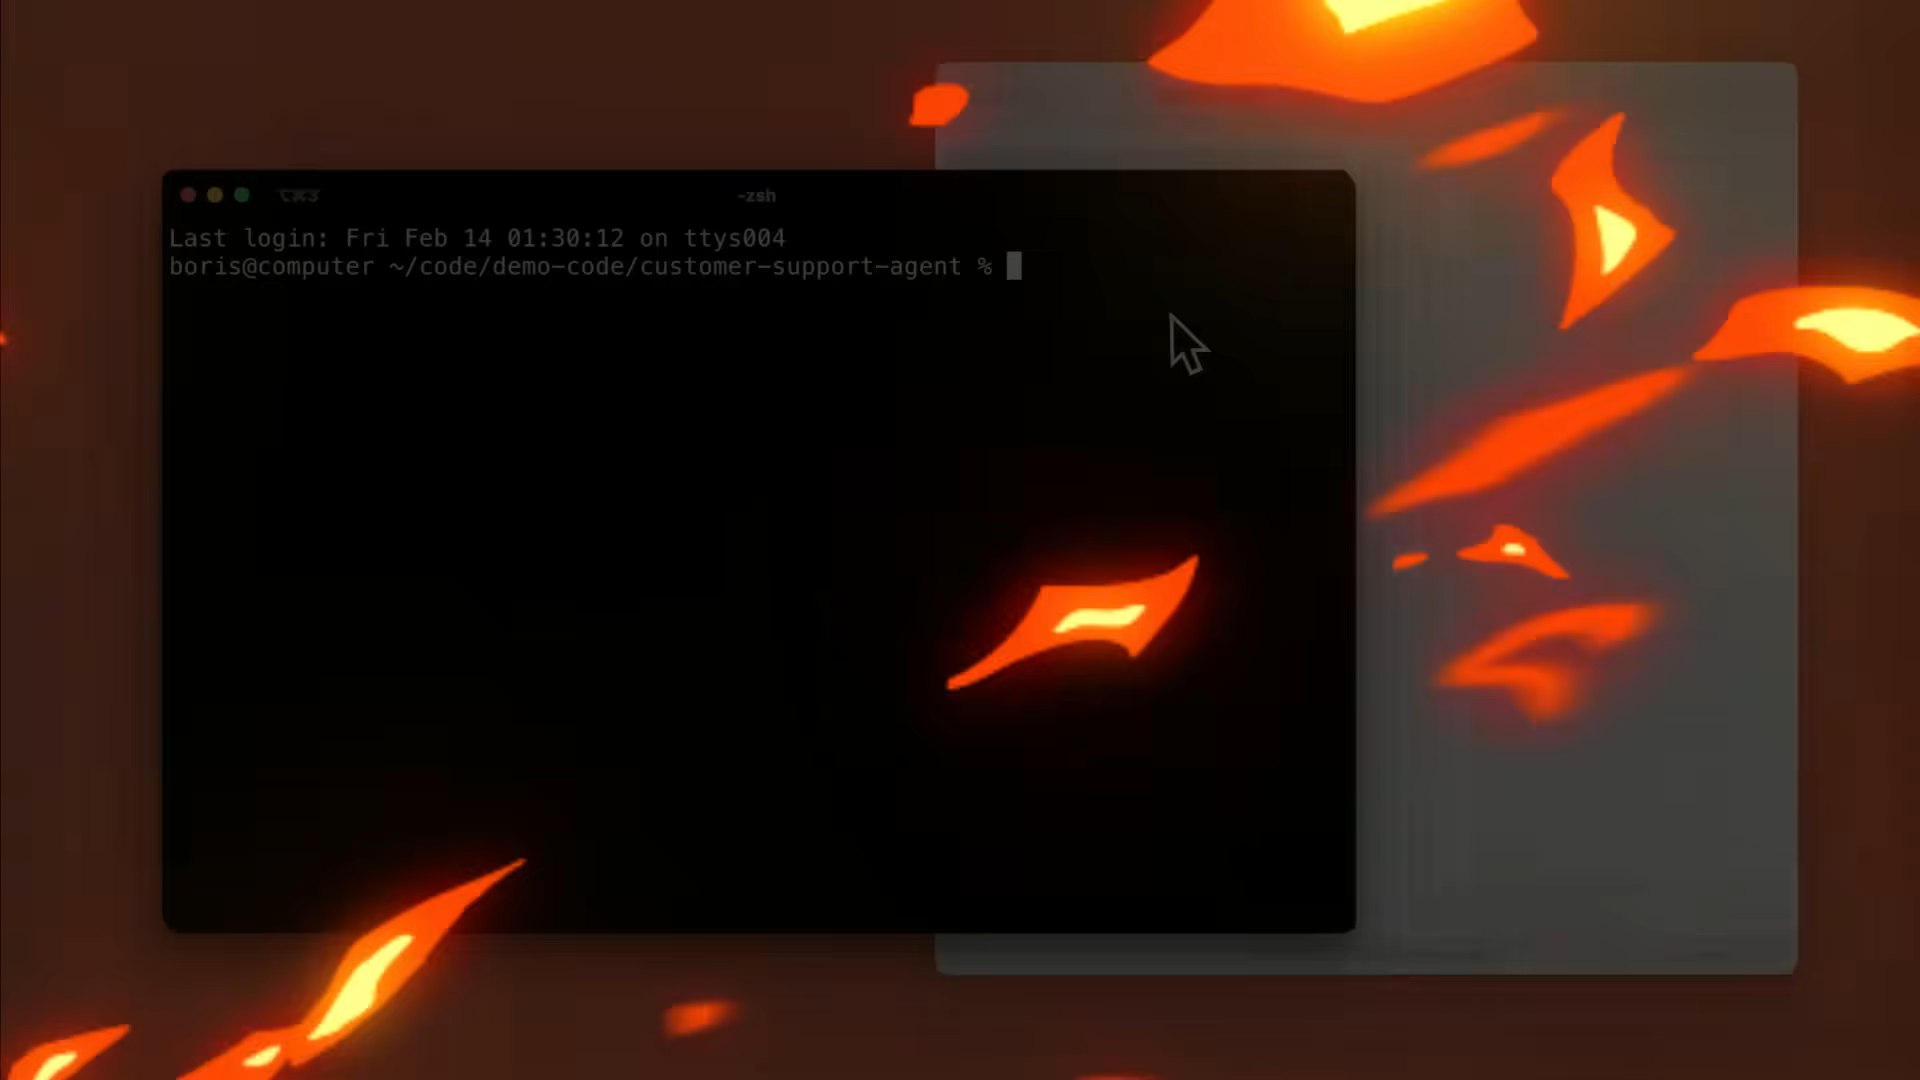 -zsh
Last login: Fri Feb 14 01:30:12 on ttys004
boris@computer ~/code/demo-code/customer-support-agent %